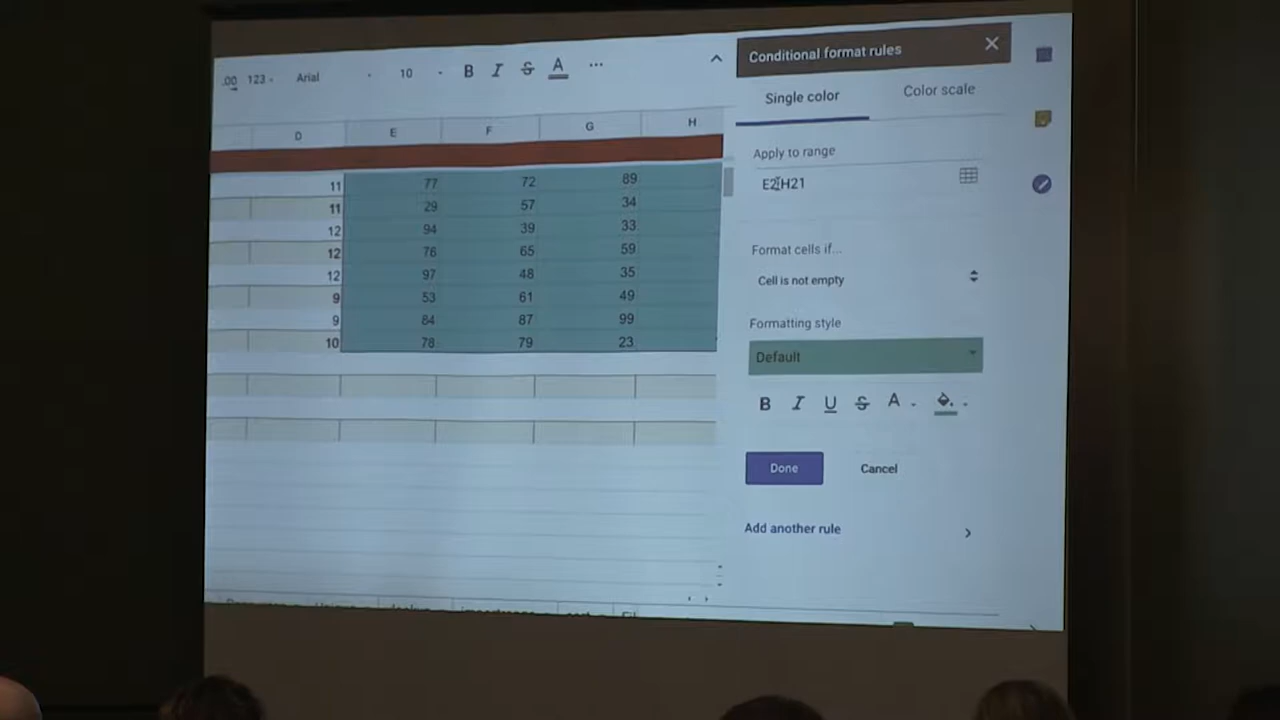 .00 123 Arial 10 B I S A ...
Conditional format rules
Single color Color scale
Apply to range
E2:H21
Format cells if...
Cell is not empty
Formatting style
Default
B I U S A
Done Cancel
Add another rule
D E F G H
11 77 72 89
11 29 57 34
12 94 39 33
12 76 65 59
12 97 48 35
9 53 61 49
9 84 87 99
10 78 79 23